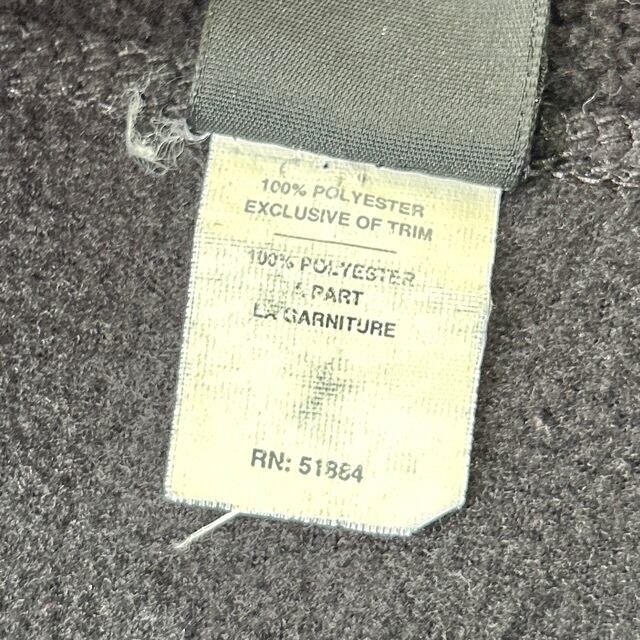 100% POLYESTER
EXCLUSIVE OF TRIM
100% POLYESTER
À PART
LA GARNITURE
RN: 51884